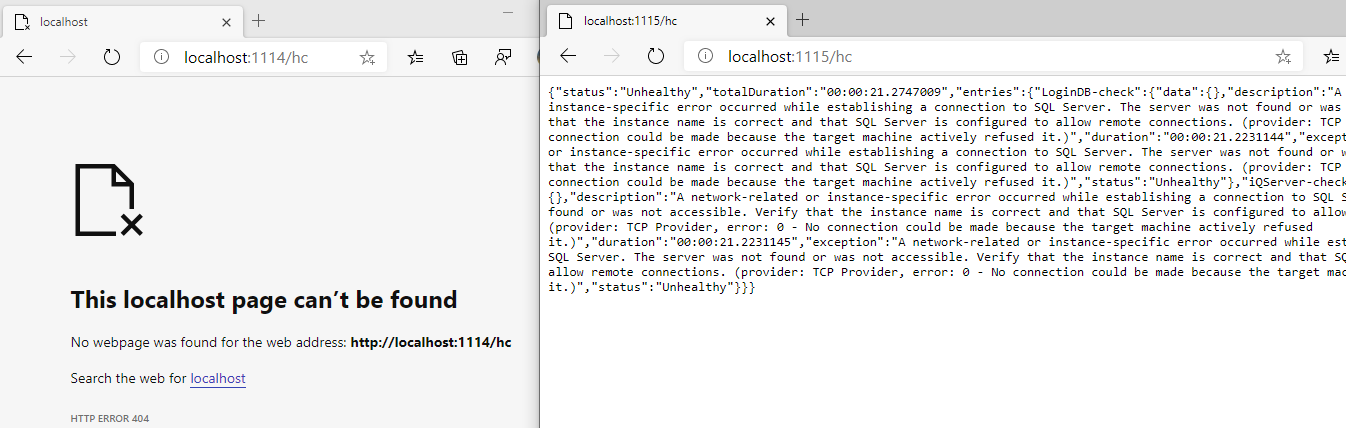 localhost
localhost:1114/hc
This localhost page can't be found
No webpage was found for the web address: http://localhost:1114/hc
Search the web for localhost
HTTP ERROR 404
localhost:1115/hc
localhost:1115/hc
{"status":"Unhealthy","totalDuration":"00:00:21.2747009","entries":{"LoginDB-check":{"data":{},"description":"A
instance-specific error occurred while establishing a connection to SQL Server. The server was not found or was
that the instance name is correct and that SQL Server is configured to allow remote connections. (provider: TCP
connection could be made because the target machine actively refused it.)","duration":"00:00:21.2231144","except
or instance-specific error occurred while establishing a connection to SQL Server. The server was not found or w
that the instance name is correct and that SQL Server is configured to allow remote connections. (provider: TCP
connection could be made because the target machine actively refused it.)","status":"Unhealthy"},"iQServer-check
{},"description":"A network-related or instance-specific error occurred while establishing a connection to SQL S
found or was not accessible. Verify that the instance name is correct and that SQL Server is configured to allow
(provider: TCP Provider, error: 0 - No connection could be made because the target machine actively refused
it.)","duration":"00:00:21.2231145","exception":"A network-related or instance-specific error occurred while est
SQL Server. The server was not found or was not accessible. Verify that the instance name is correct and that SQ
allow remote connections. (provider: TCP Provider, error: 0 - No connection could be made because the target mac
it.)","status":"Unhealthy"}}}